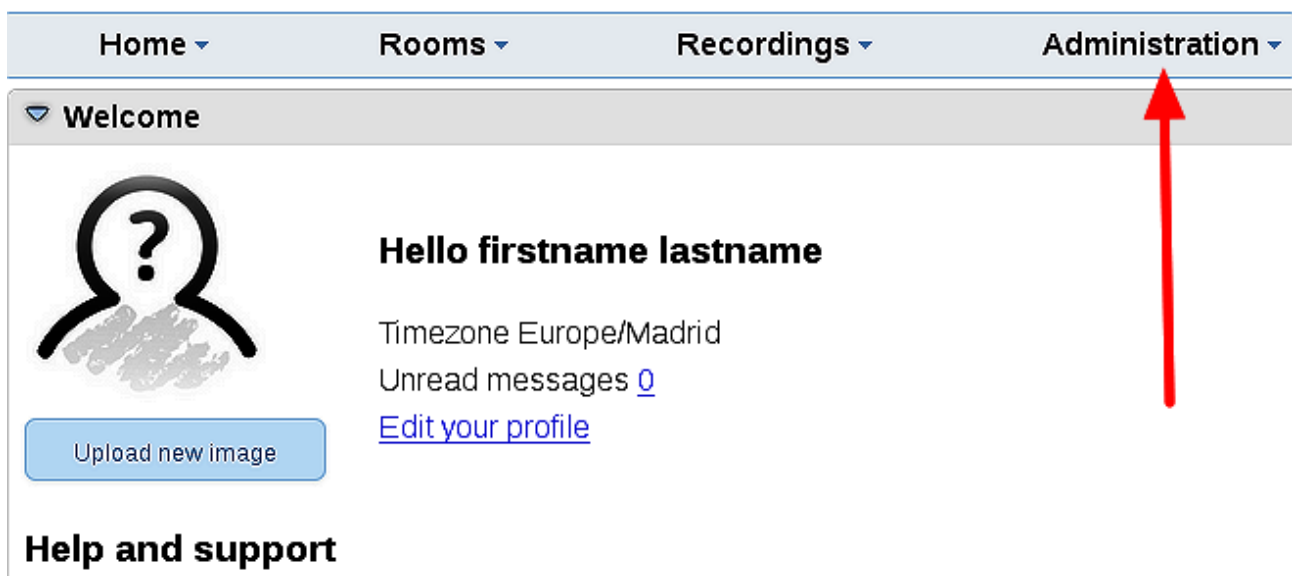 Home Rooms Recordings Administration
Welcome
?
Hello firstname lastname
Timezone Europe/Madrid
Unread messages 0
Edit your profile
Upload new image
Help and support